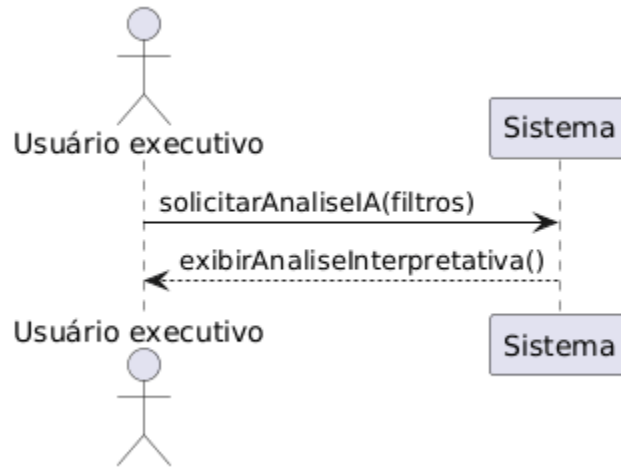 Usuário executivo
Sistema
solicitarAnaliseIA(filtros)
exibirAnaliseInterpretativa()
Usuário executivo
Sistema